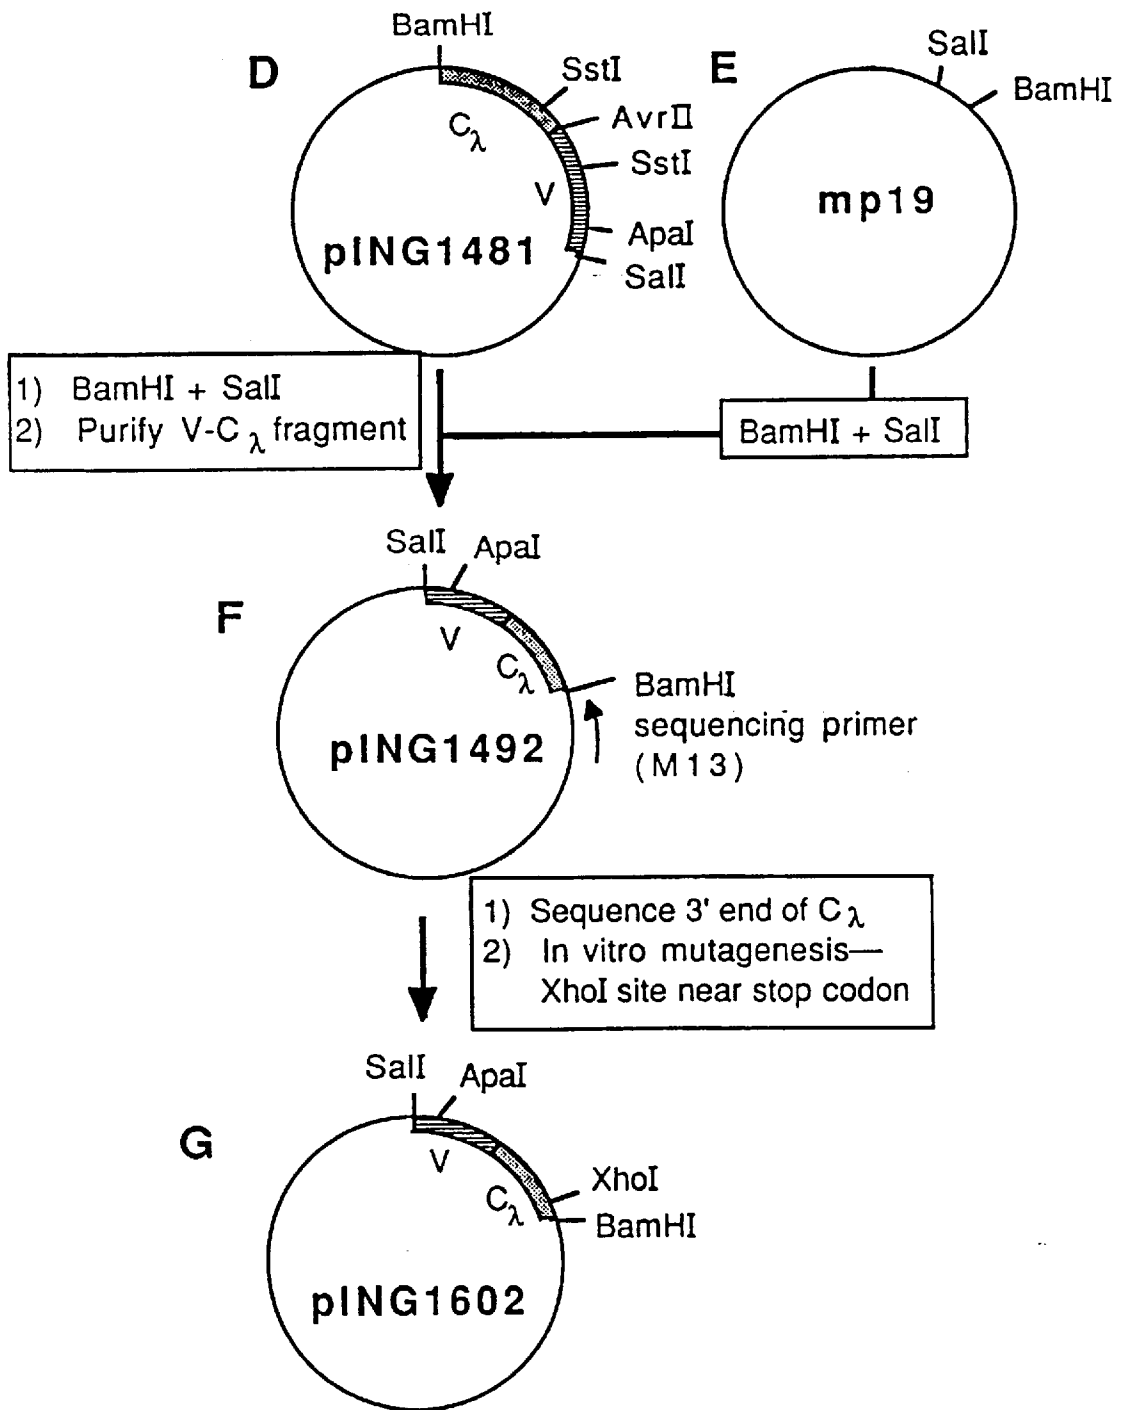 D
BamHI
SstI
AvrII
SstI
ApaI
SalI
Cλ
V
pING1481
E
SalI
BamHI
mp19
1) BamHI + SalI
2) Purify V-Cλ fragment
BamHI + SalI
F
SalI
ApaI
V
Cλ
BamHI
sequencing primer
(M13)
pING1492
1) Sequence 3' end of Cλ
2) In vitro mutagenesis—
XhoI site near stop codon
G
SalI
ApaI
V
Cλ
XhoI
BamHI
pING1602